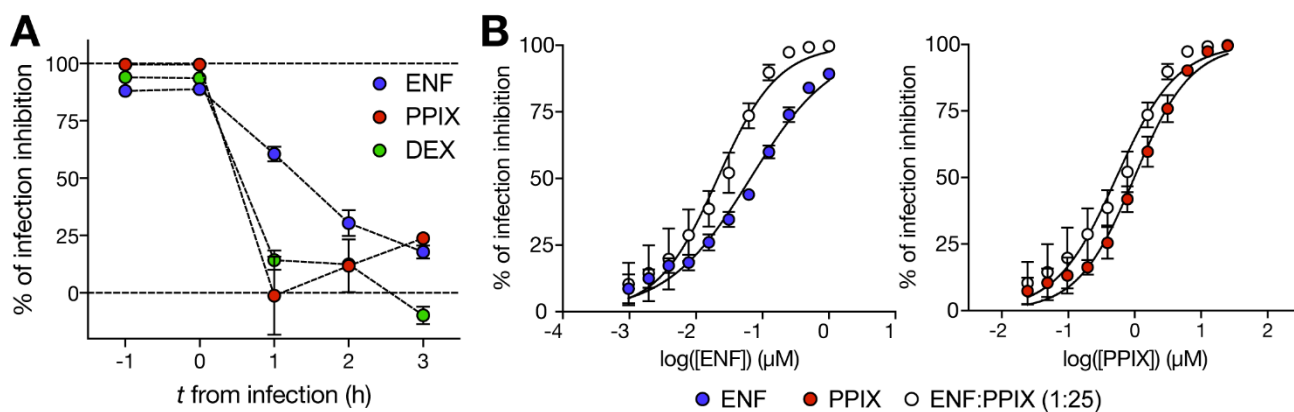 A
% of infection inhibition
100
75
50
25
0
ENF
PPIX
DEX
-1 0 1 2 3
t from infection (h)
B
% of infection inhibition
100
75
50
25
0
-4 -3 -2 -1 0 1
log([ENF]) (µM)
% of infection inhibition
100
75
50
25
0
-2 -1 0 1 2
log([PPIX]) (µM)
ENF PPIX ENF:PPIX (1:25)